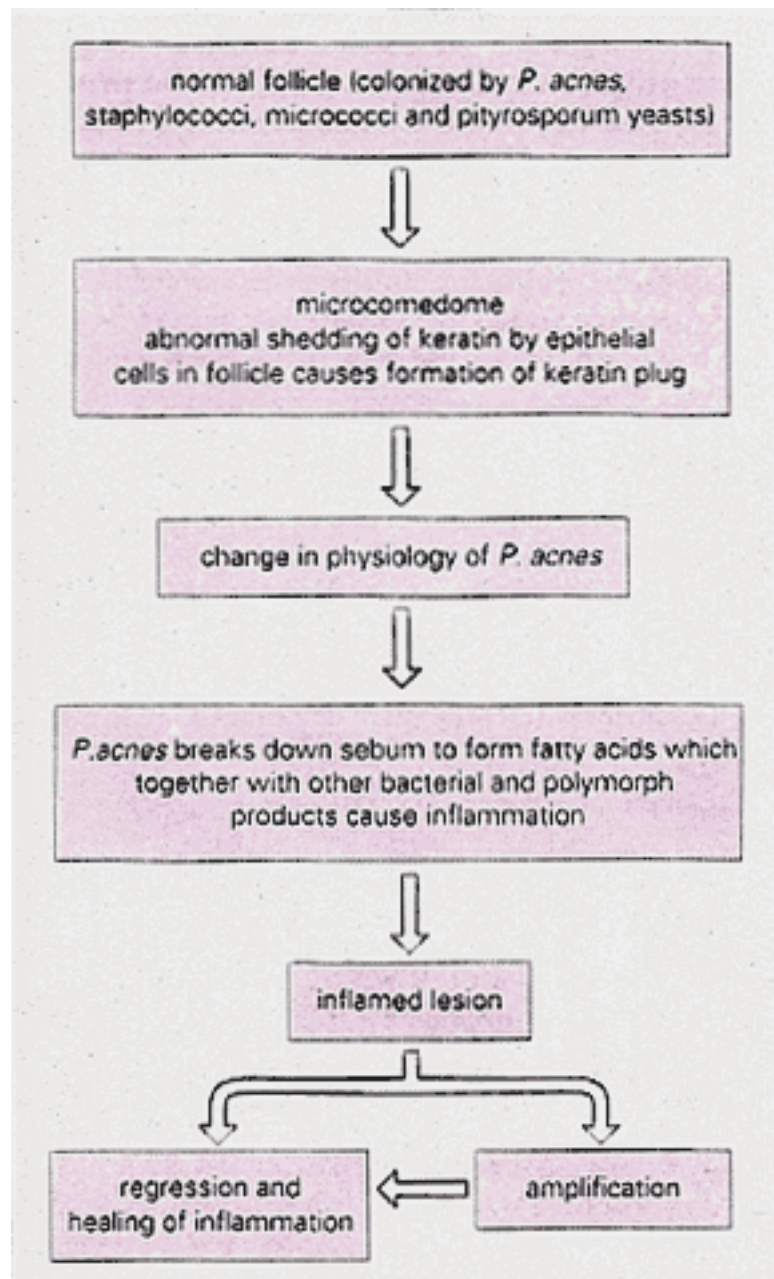 normal follicle (colonized by P. acnes,
staphylococci, micrococci and pityrosporum yeasts)
microcomedome
abnormal shedding of keratin by epithelial
cells in follicle causes formation of keratin plug
change in physiology of P. acnes
P.acnes breaks down sebum to form fatty acids which
together with other bacterial and polymorph
products cause inflammation
inflamed lesion
regression and
healing of inflammation
amplification